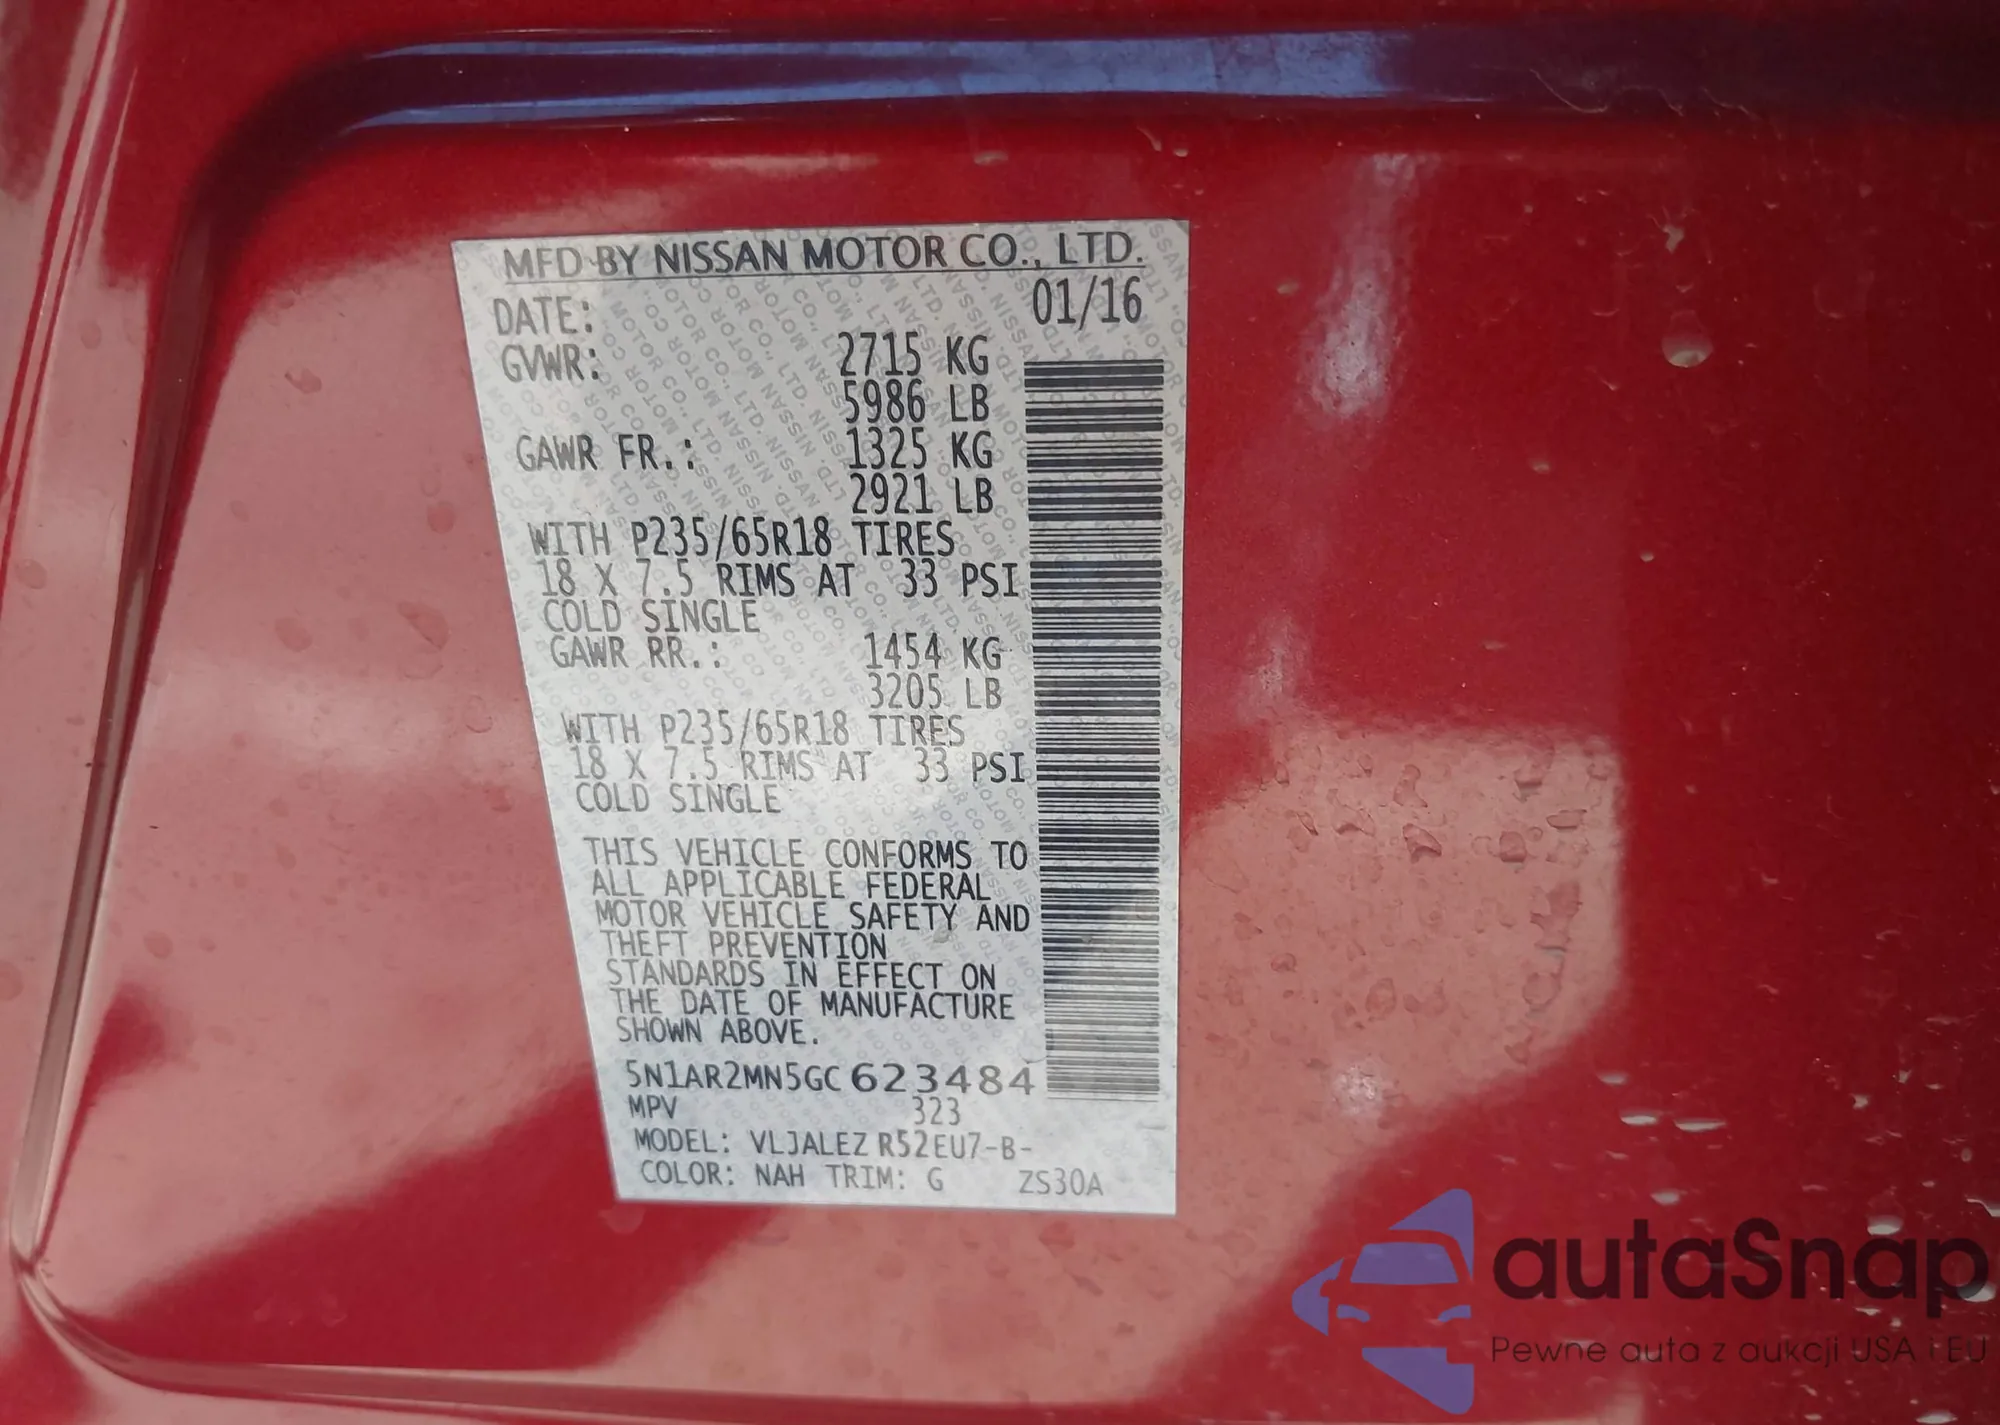 MFD BY NISSAN MOTOR CO., LTD.
DATE: 01/16
GVWR: 2715 KG
5986 LB
GAWR FR.: 1325 KG
2921 LB
WITH P235/65R18 TIRES
18 X 7.5 RIMS AT 33 PSI
COLD SINGLE
GAWR RR.: 1454 KG
3205 LB
WITH P235/65R18 TIRES
18 X 7.5 RIMS AT 33 PSI
COLD SINGLE
THIS VEHICLE CONFORMS TO
ALL APPLICABLE FEDERAL
MOTOR VEHICLE SAFETY AND
THEFT PREVENTION
STANDARDS IN EFFECT ON
THE DATE OF MANUFACTURE
SHOWN ABOVE.
5N1AR2MN5GC623484
MPV 323
MODEL: VLJALEZ R52EU7-B-
COLOR: NAH TRIM: G ZS30A
autaSnap
Pewne auta z aukcji USA i EU